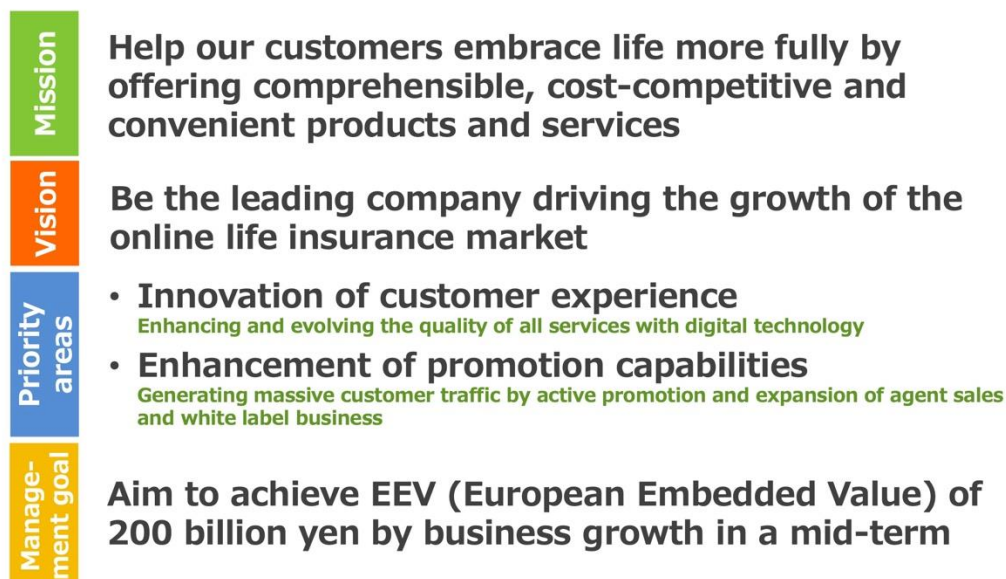 Mission
Help our customers embrace life more fully by
offering comprehensible, cost-competitive and
convenient products and services
Vision
Be the leading company driving the growth of the
online life insurance market
Priority
areas
• Innovation of customer experience
Enhancing and evolving the quality of all services with digital technology
• Enhancement of promotion capabilities
Generating massive customer traffic by active promotion and expansion of agent sales
and white label business
Manage-
ment goal
Aim to achieve EEV (European Embedded Value) of
200 billion yen by business growth in a mid-term